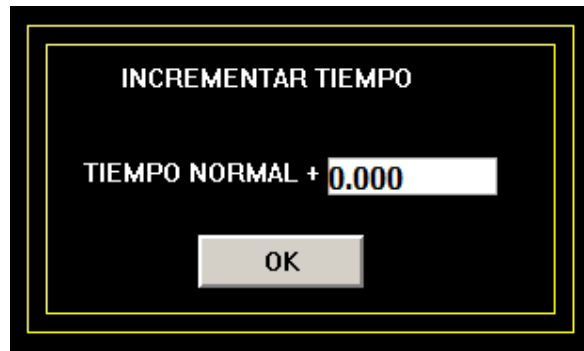 INCREMENTAR TIEMPO
TIEMPO NORMAL + 0.000
OK